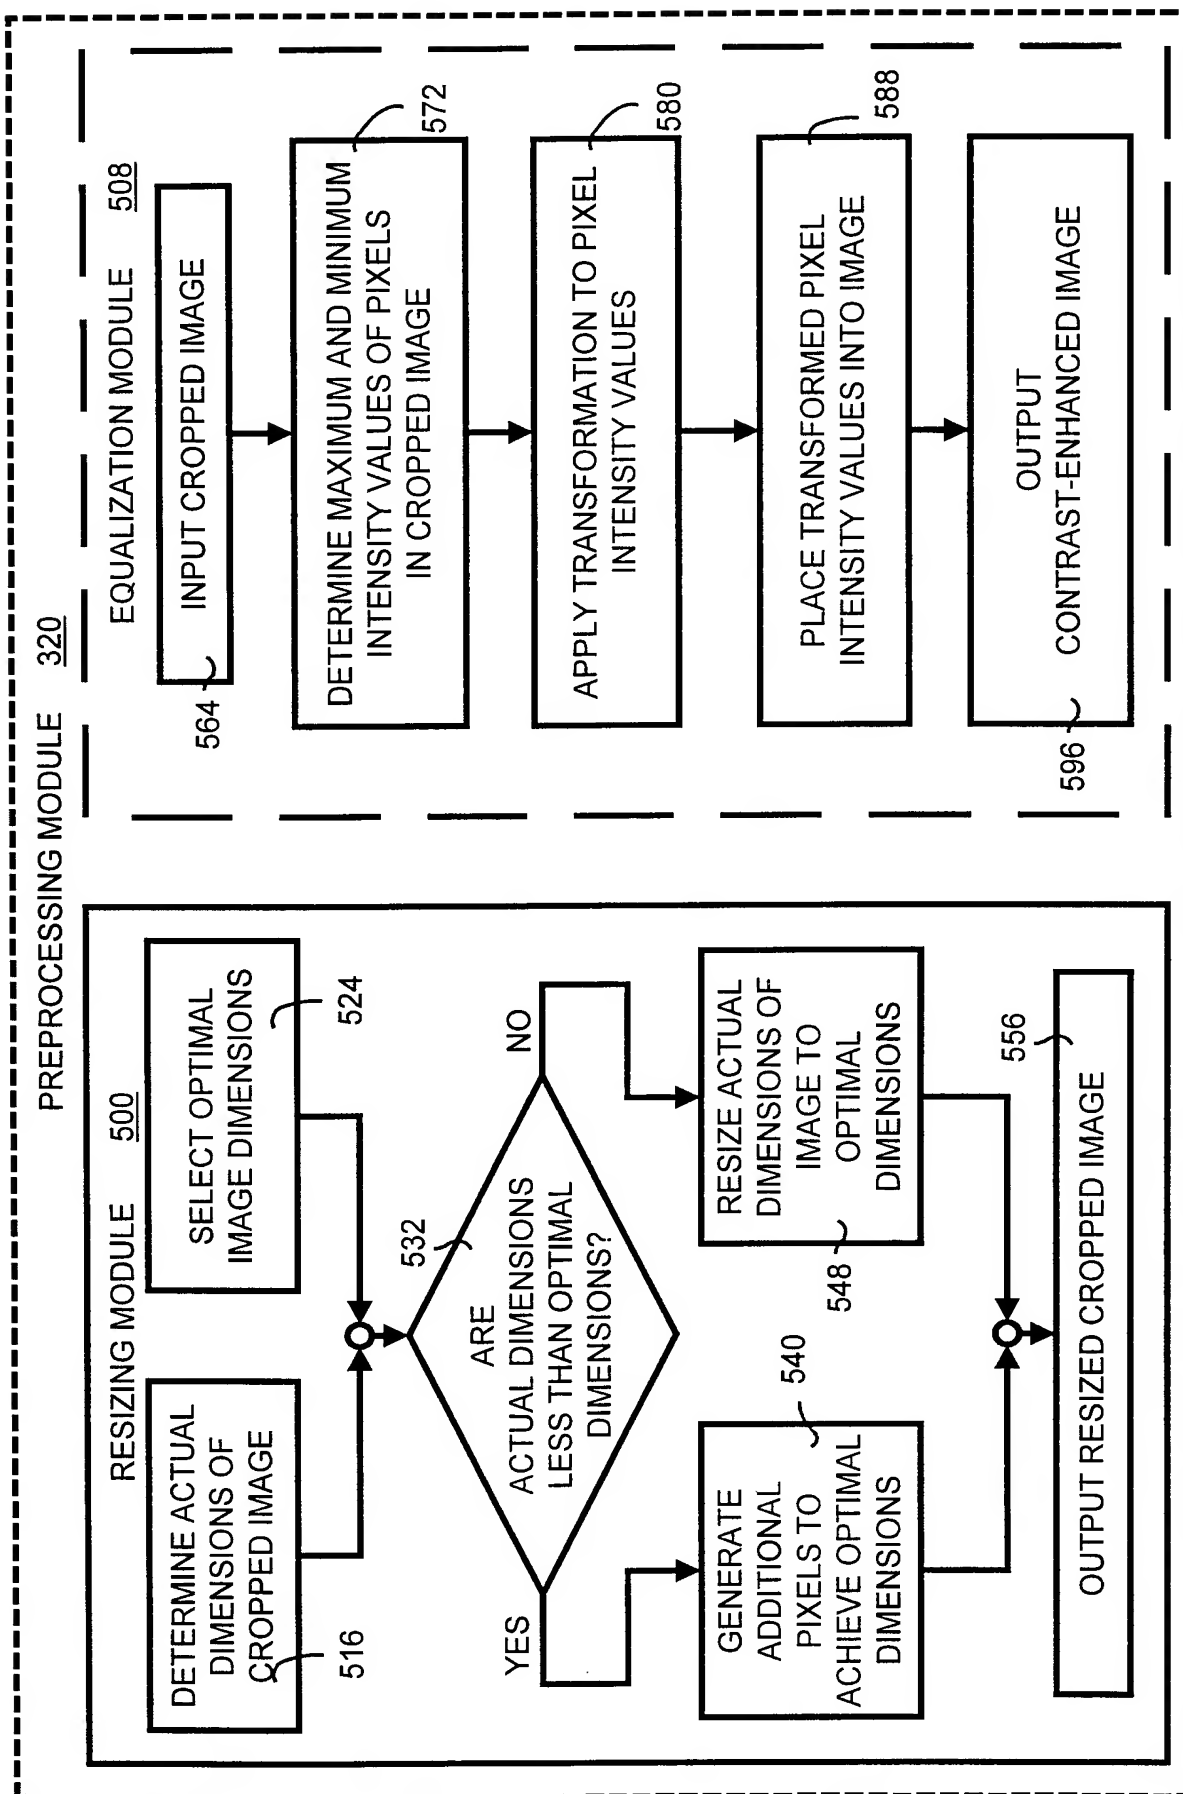 PREPROCESSING MODULE 320
RESIZING MODULE 500
DETERMINE ACTUAL
DIMENSIONS OF
CROPPED IMAGE
516
SELECT OPTIMAL
IMAGE DIMENSIONS
524
532
ARE
ACTUAL DIMENSIONS
LESS THAN OPTIMAL
DIMENSIONS?
YES
NO
GENERATE
ADDITIONAL
PIXELS TO
ACHIEVE OPTIMAL
DIMENSIONS
540
RESIZE ACTUAL
DIMENSIONS OF
IMAGE TO
OPTIMAL
DIMENSIONS
548
OUTPUT RESIZED CROPPED IMAGE
556
EQUALIZATION MODULE 508
INPUT CROPPED IMAGE
564
DETERMINE MAXIMUM AND MINIMUM
INTENSITY VALUES OF PIXELS
IN CROPPED IMAGE
572
APPLY TRANSFORMATION TO PIXEL
INTENSITY VALUES
580
PLACE TRANSFORMED PIXEL
INTENSITY VALUES INTO IMAGE
588
OUTPUT
CONTRAST-ENHANCED IMAGE
596